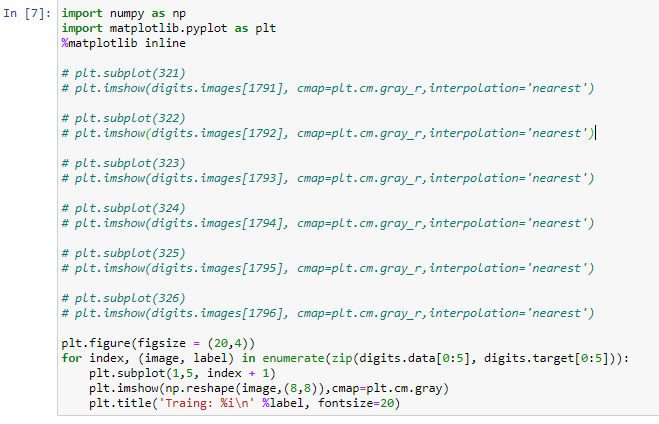 In [7]: import numpy as np
import matplotlib.pyplot as plt
%matplotlib inline
# plt.subplot(321)
# plt.imshow(digits.images[1791], cmap=plt.cm.gray_r,interpolation='nearest')
# plt.subplot(322)
# plt.imshow(digits.images[1792], cmap=plt.cm.gray_r,interpolation='nearest')
# plt.subplot(323)
# plt.imshow(digits.images[1793], cmap=plt.cm.gray_r,interpolation='nearest')
# plt.subplot(324)
# plt.imshow(digits.images[1794], cmap=plt.cm.gray_r,interpolation='nearest')
# plt.subplot(325)
# plt.imshow(digits.images[1795], cmap=plt.cm.gray_r,interpolation='nearest')
# plt.subplot(326)
# plt.imshow(digits.images[1796], cmap=plt.cm.gray_r,interpolation='nearest')
plt.figure(figsize = (20,4))
for index, (image, label) in enumerate(zip(digits.data[0:5], digits.target[0:5])):
    plt.subplot(1,5, index + 1)
    plt.imshow(np.reshape(image,(8,8)),cmap=plt.cm.gray)
    plt.title('Traing: %i\n' %label, fontsize=20)